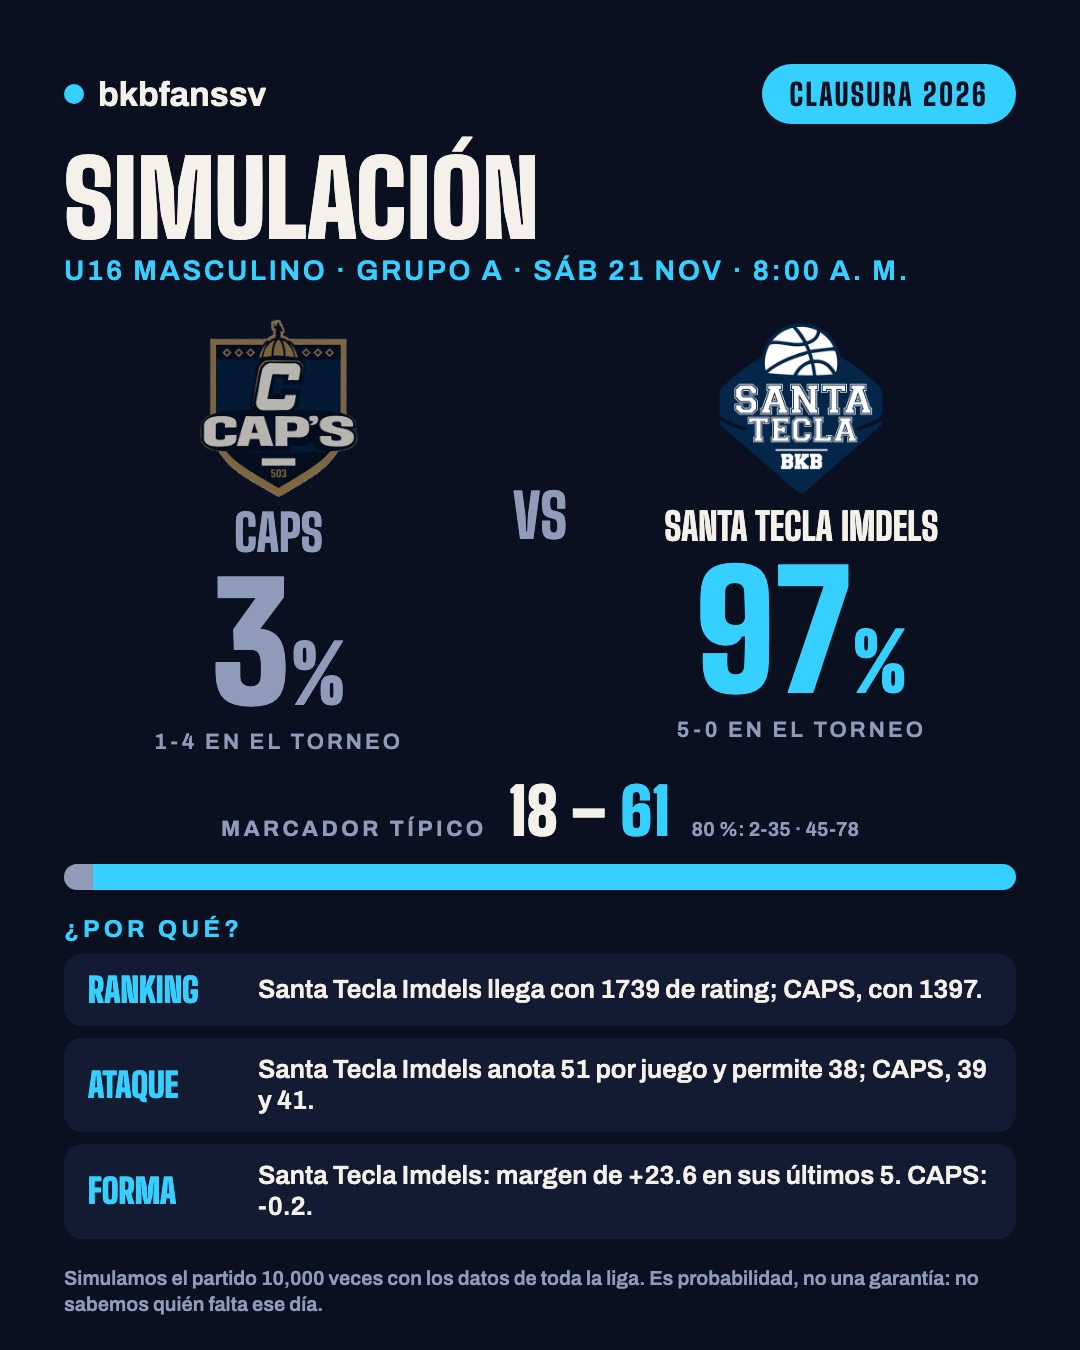 bkbfanssv
CLAUSURA 2026
SIMULACIÓN
U16 MASCULINO · GRUPO A · SÁB 21 NOV · 8:00 A. M.
C
CAP'S
503
SANTA
TECLA
BKB
CAPS
VS
SANTA TECLA IMDELS
3%
97%
1-4 EN EL TORNEO
5-0 EN EL TORNEO
MARCADOR TÍPICO 18 – 61 80 %: 2-35 · 45-78
¿POR QUÉ?
RANKING
Santa Tecla Imdels llega con 1739 de rating; CAPS, con 1397.
ATAQUE
Santa Tecla Imdels anota 51 por juego y permite 38; CAPS, 39
y 41.
FORMA
Santa Tecla Imdels: margen de +23.6 en sus últimos 5. CAPS:
-0.2.
Simulamos el partido 10,000 veces con los datos de toda la liga. Es probabilidad, no una garantía: no
sabemos quién falta ese día.